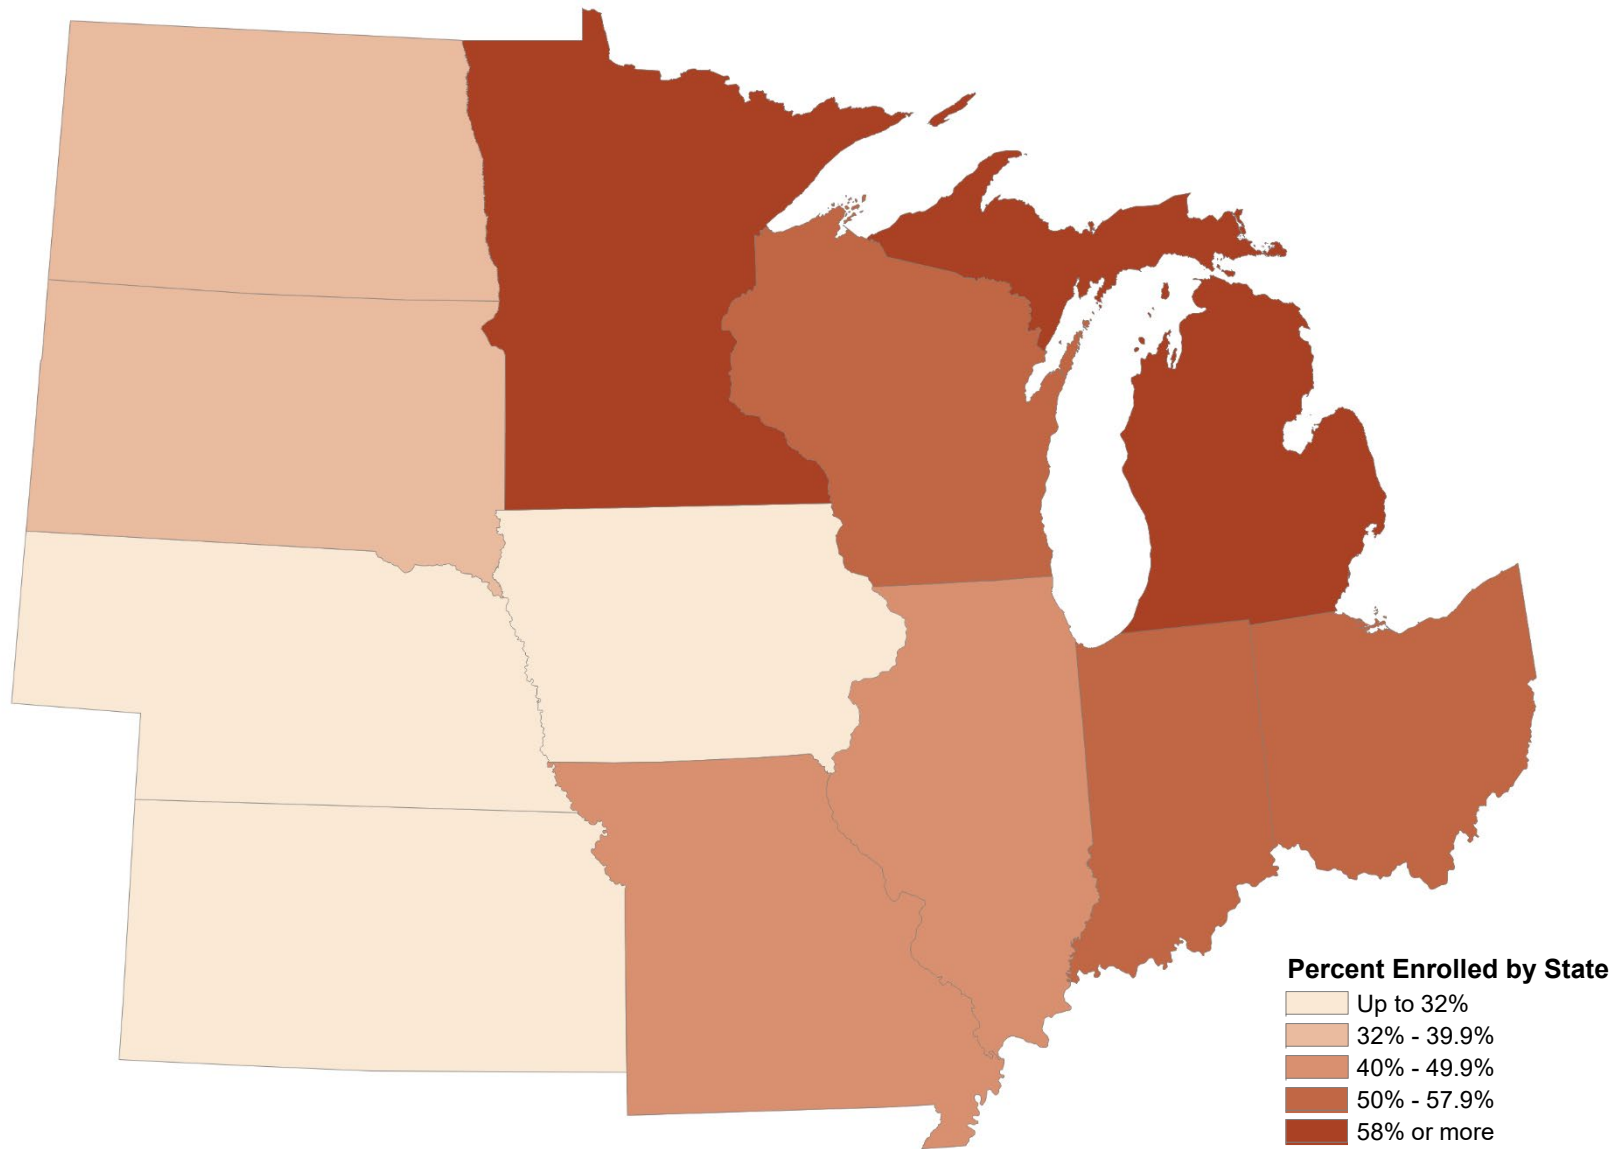 Percent Enrolled by State
Up to 32%
32% - 39.9%
40% - 49.9%
50% - 57.9%
58% or more